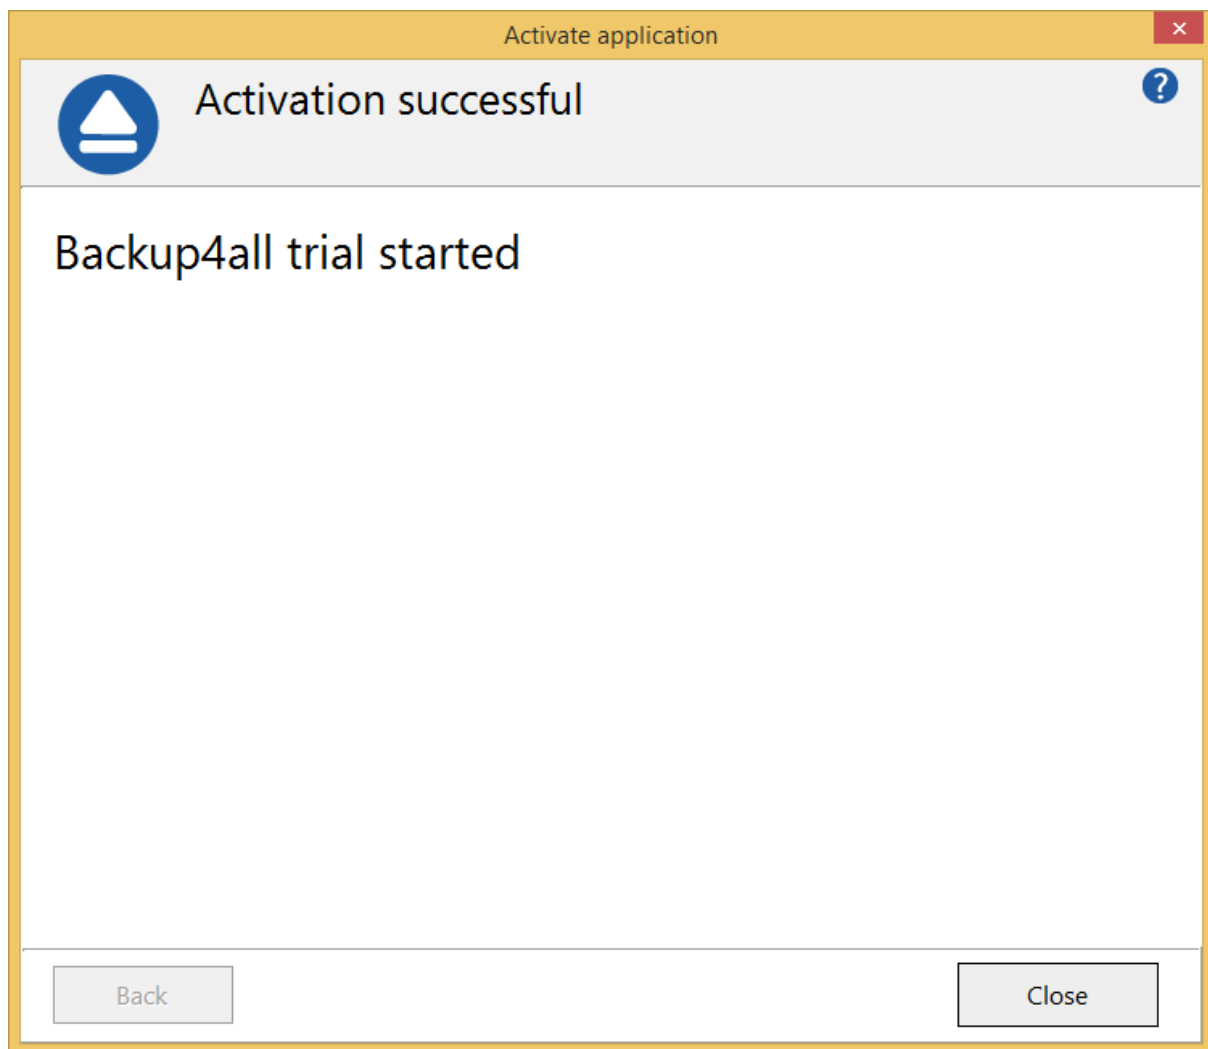 Activate application
Activation successful
?
Backup4all trial started
Back
Close